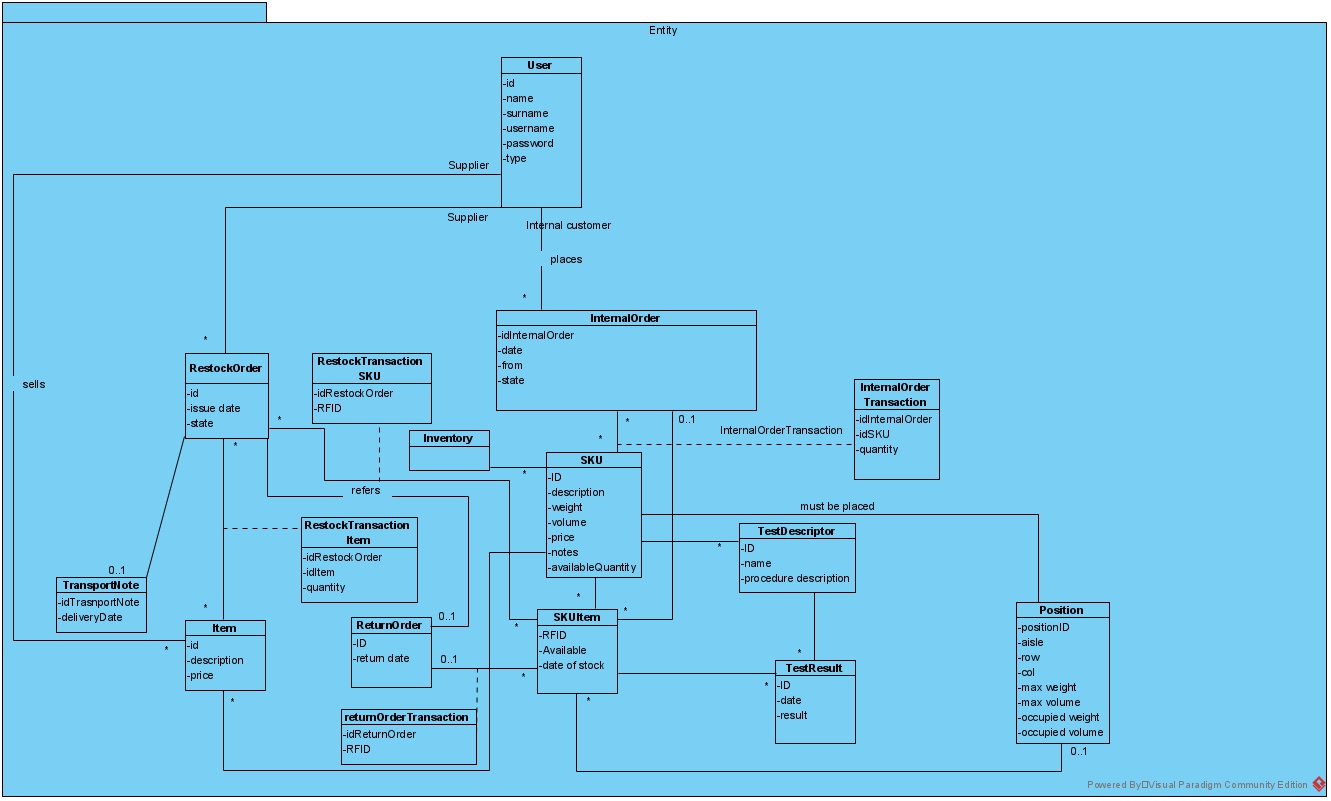 Entity
User
-id
-name
-surname
-username
-password
-type
Supplier
Supplier
Internal customer
places
*
InternalOrder
-idInternalOrder
-date
-from
-state
*
RestockOrder
-id
-issue date
-state
RestockTransaction
SKU
-idRestockOrder
-RFID
sells
InternalOrder
Transaction
-idInternalOrder
-idSKU
-quantity
*
*
0..1
InternalOrderTransaction
*
*
Inventory
*
SKU
-ID
-description
-weight
-volume
-price
-notes
-availableQuantity
refers
must be placed
RestockTransaction
Item
-idRestockOrder
-idItem
-quantity
TestDescriptor
-ID
-name
-procedure description
*
0..1
TransportNote
-idTrasnportNote
-deliveryDate
*
Item
-id
-description
-price
*
*
ReturnOrder
-ID
-return date
0..1
0..1
*
*
SKUItem
-RFID
-Available
-date of stock
*
*
*
*
TestResult
-ID
-date
-result
*
Position
-positionID
-aisle
-row
-col
-max weight
-max volume
-occupied weight
-occupied volume
0..1
returnOrderTransaction
-idReturnOrder
-RFID
Powered By□Visual Paradigm Community Edition